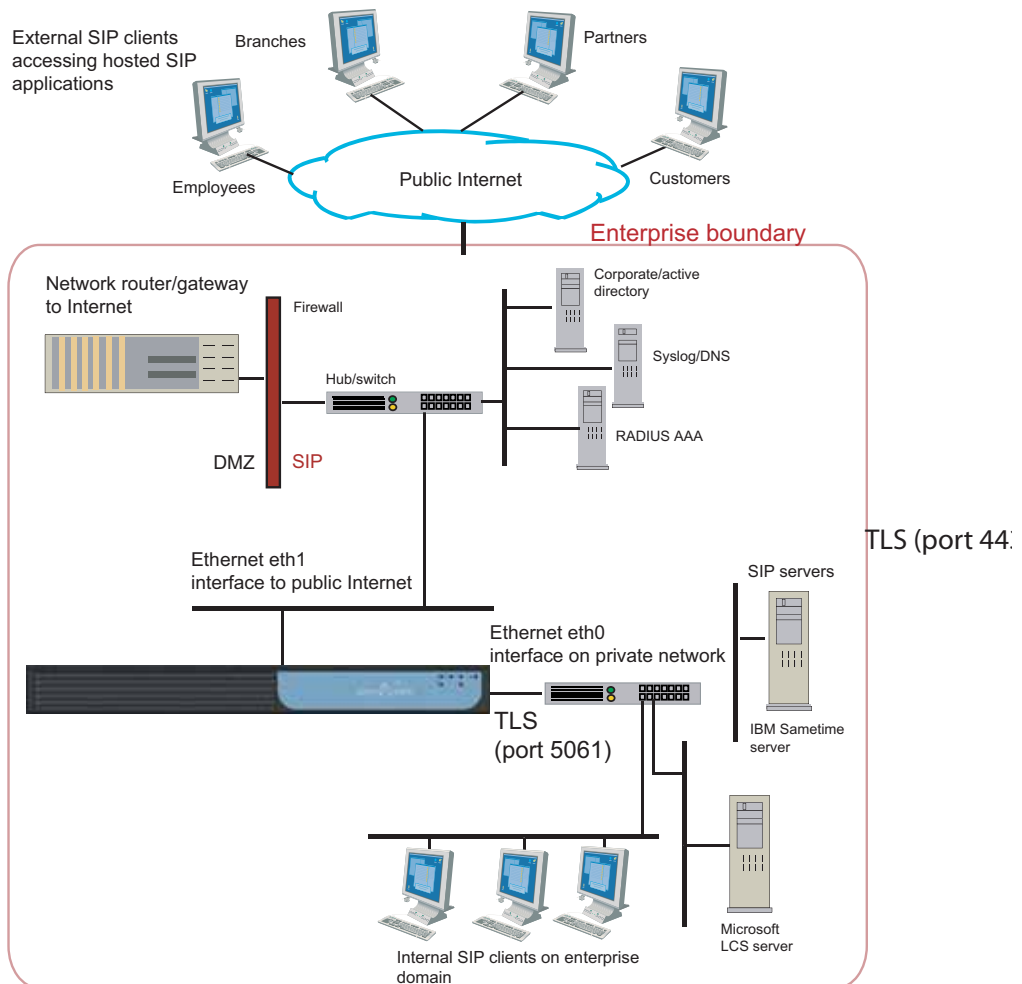 External SIP clients
accessing hosted SIP
applications
Branches
Partners
Employees
Public Internet
Customers
Enterprise boundary
Network router/gateway
to Internet
Firewall
Corporate/active
directory
Hub/switch
Syslog/DNS
RADIUS AAA
DMZ
SIP
TLS (port 443
Ethernet eth1
interface to public Internet
SIP servers
Ethernet eth0
interface on private network
TLS
(port 5061)
IBM Sametime
server
Microsoft
LCS server
Internal SIP clients on enterprise
domain